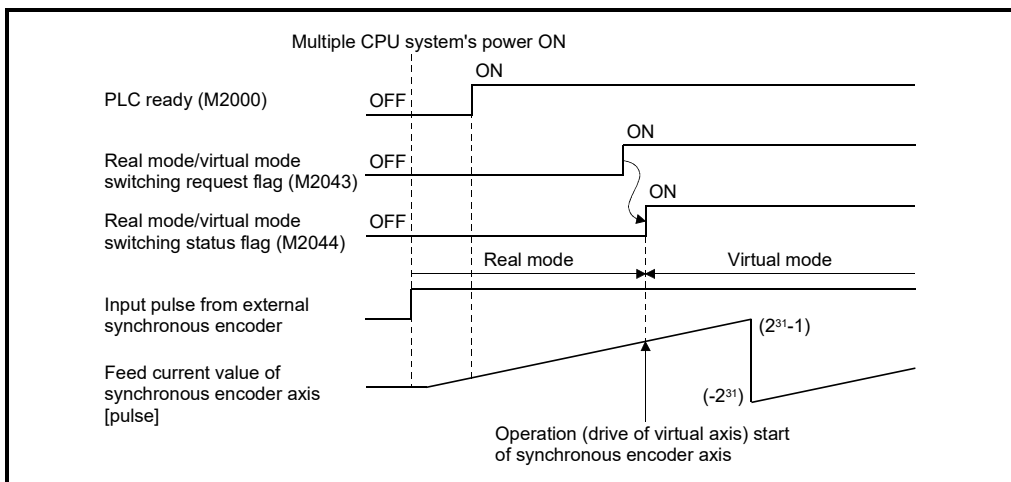 Multiple CPU system's power ON
ON
PLC ready (M2000)
OFF
ON
Real mode/virtual mode
switching request flag (M2043)
OFF
ON
Real mode/virtual mode
switching status flag (M2044)
OFF
Real mode
Virtual mode
Input pulse from external
synchronous encoder
(2³¹-1)
Feed current value of
synchronous encoder axis
[pulse]
(-2³¹)
Operation (drive of virtual axis) start
of synchronous encoder axis